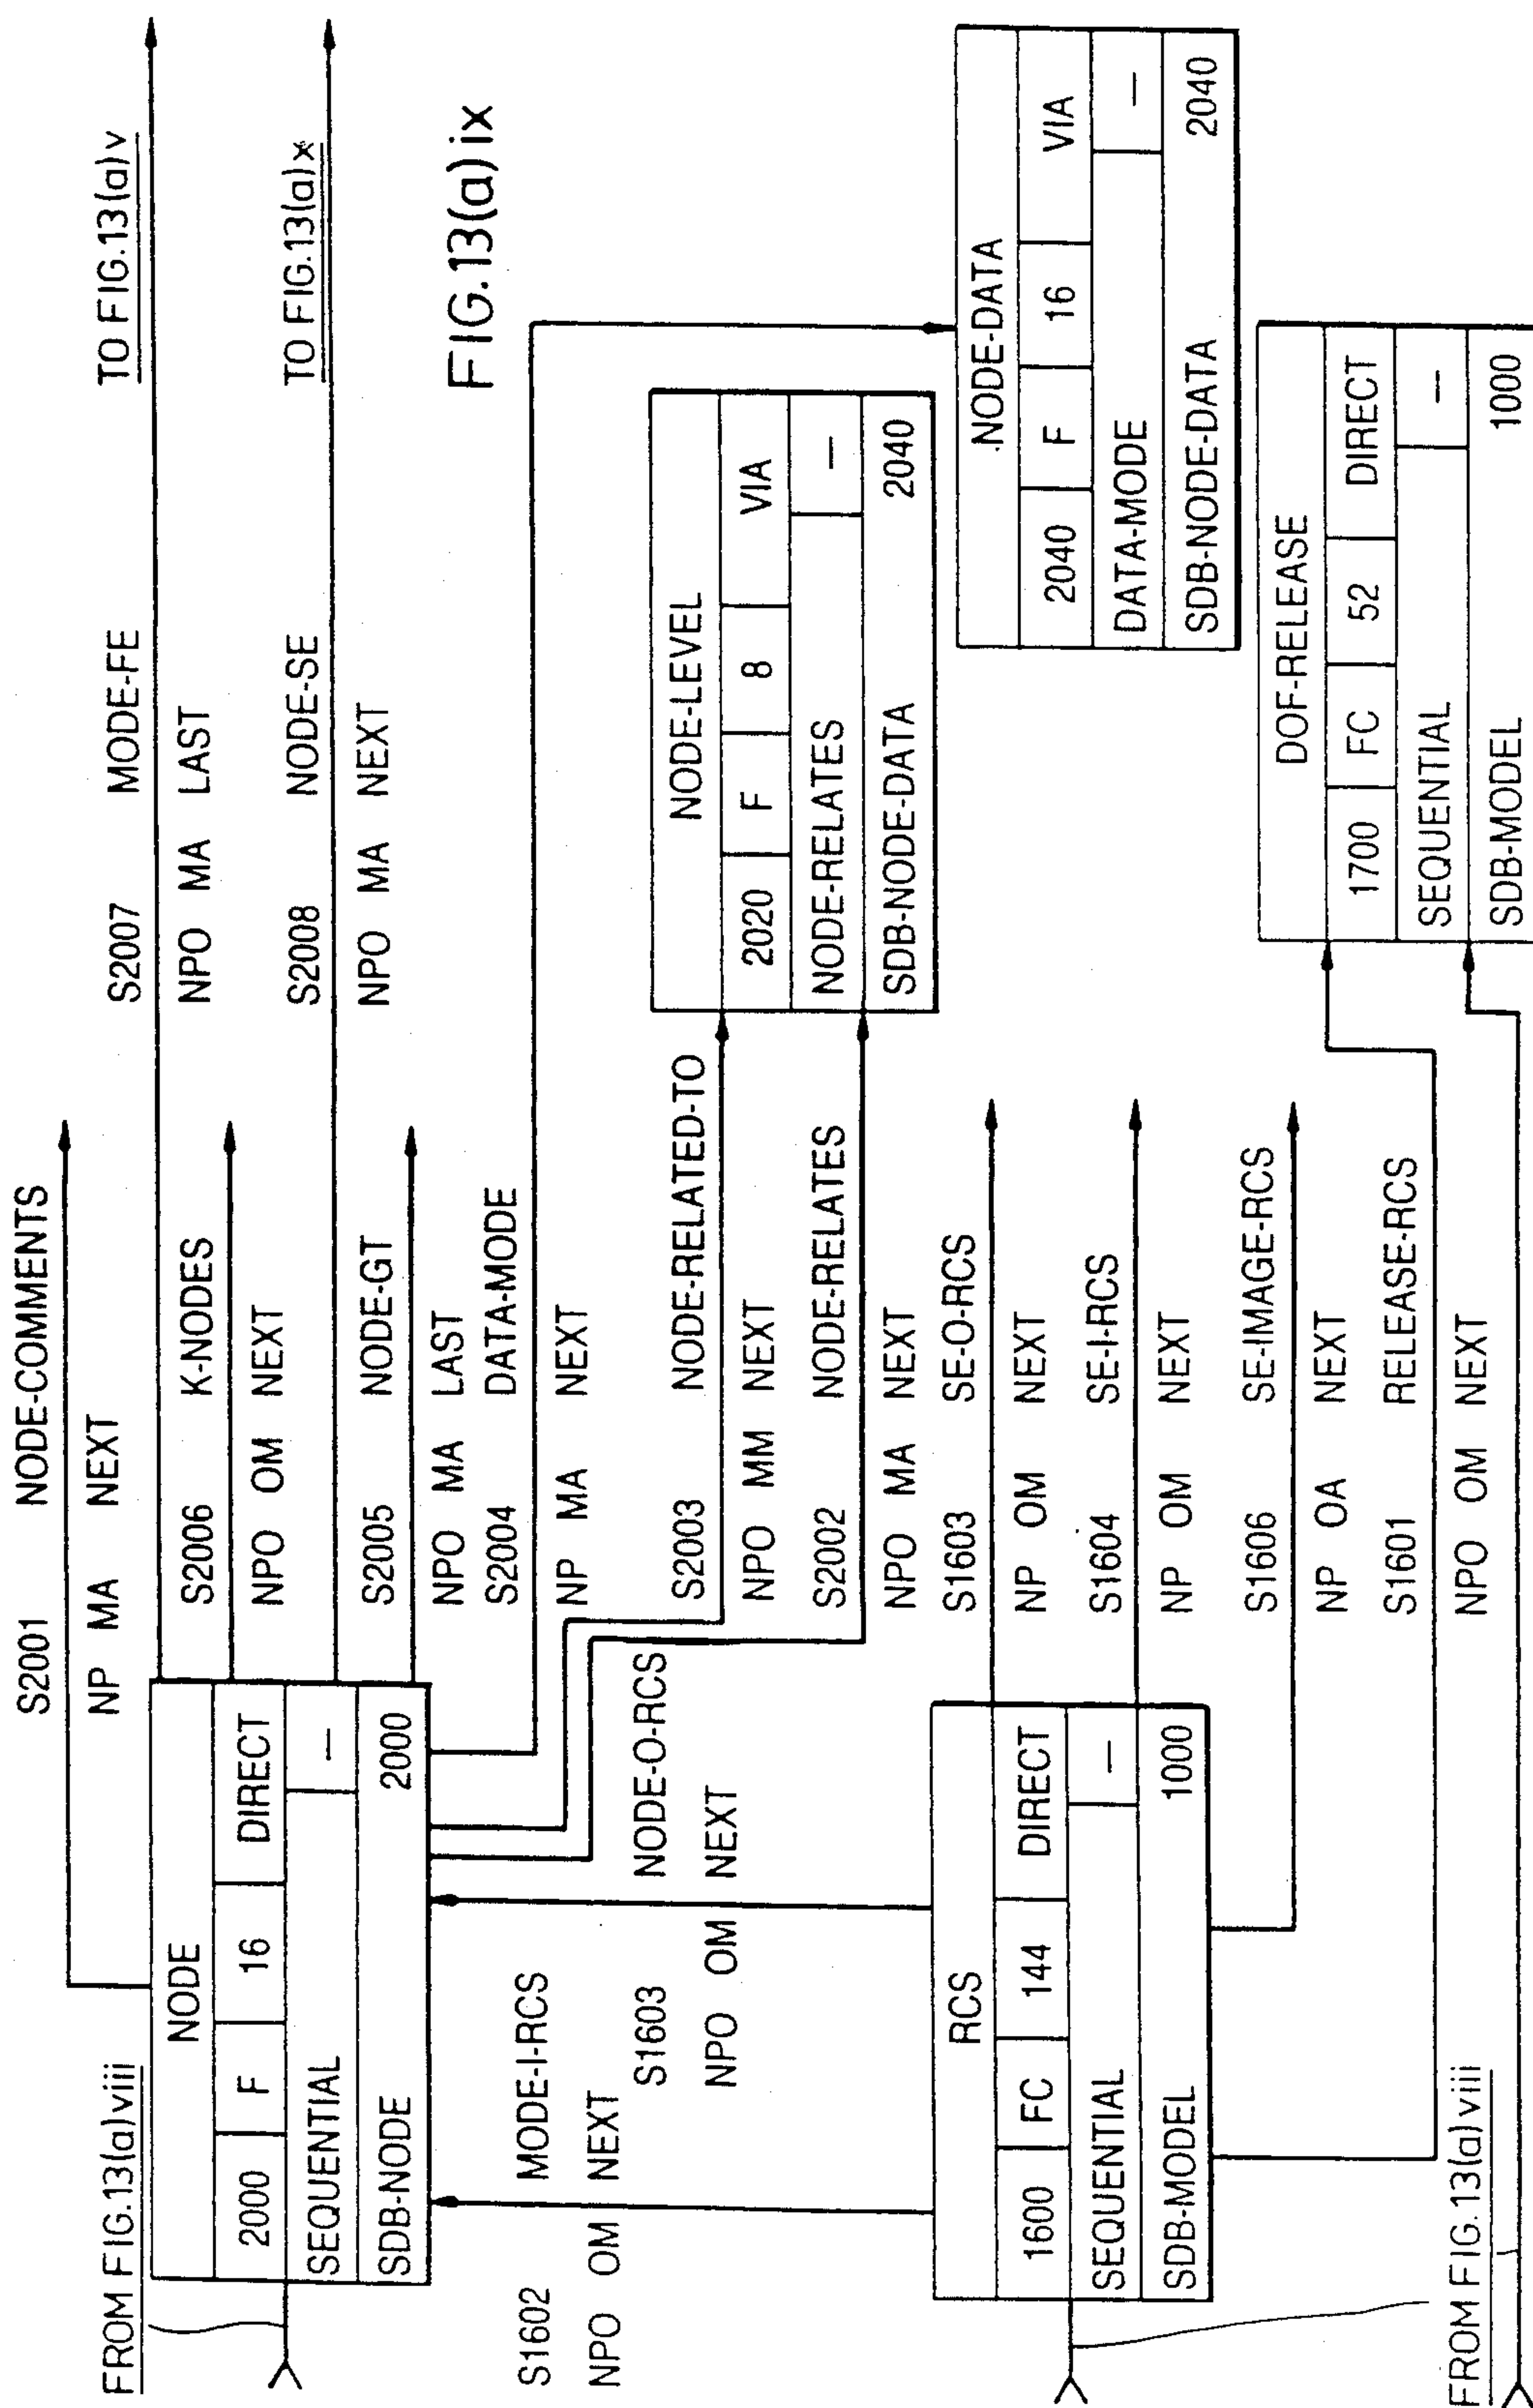 S2001 NODE-COMMENTS
NP MA NEXT
FROM FIG.13(a)viii
TO FIG.13(a)v
S2007 MODE-FE
NPO MA LAST
NODE
2000 F 16 DIRECT
SEQUENTIAL —
SDB-NODE 2000
S2006 K-NODES
NPO OM NEXT
TO FIG.13(a)x
S2008 NODE-SE
NPO MA NEXT
S2005 NODE-GT
NPO MA LAST
FIG.13(a)ix
S2004 DATA-MODE
NP MA NEXT
S2003 NODE-RELATED-TO
NPO MM NEXT
S2002 NODE-RELATES
NPO MA NEXT
NODE-LEVEL
2020 F 8 VIA
NODE-RELATES —
SDB-NODE-DATA 2040
.NODE-DATA
2040 F 16 VIA
DATA-MODE —
SDB-NODE-DATA 2040
S1602 MODE-I-RCS
NPO OM NEXT
S1603 NODE-O-RCS
NPO OM NEXT
RCS
1600 FC 144 DIRECT
SEQUENTIAL —
SDB-MODEL 1000
S1603 SE-O-RCS
NP OM NEXT
S1604 SE-I-RCS
NP OM NEXT
S1606 SE-IMAGE-RCS
NP OA NEXT
S1601 RELEASE-RCS
NPO OM NEXT
DOF-RELEASE
1700 FC 52 DIRECT
SEQUENTIAL —
SDB-MODEL 1000
FROM FIG.13(a)viii